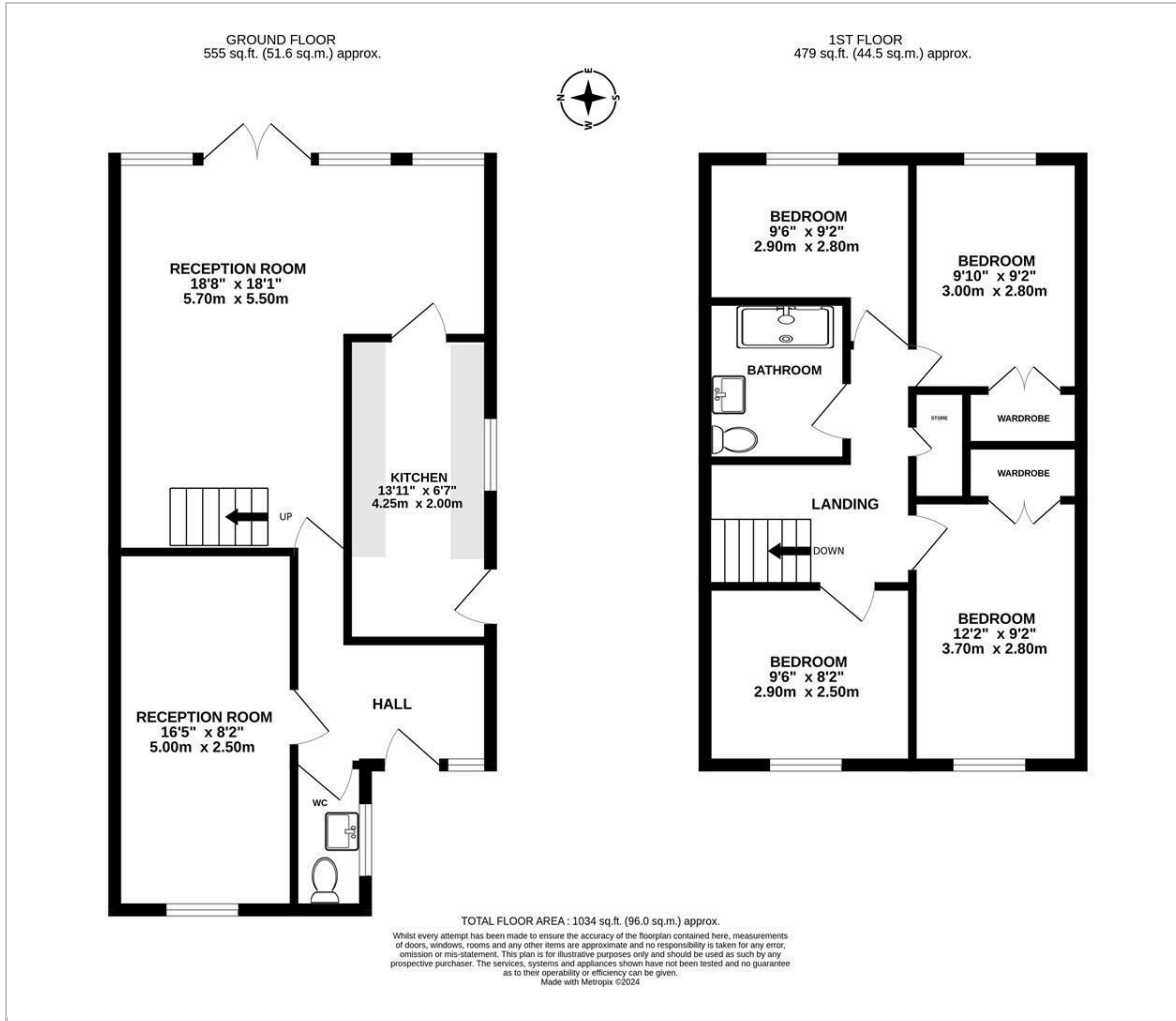 GROUND FLOOR
555 sq.ft. (51.6 sq.m.) approx.
1ST FLOOR
479 sq.ft. (44.5 sq.m.) approx.
E
N
S
W
RECEPTION ROOM
18'8" x 18'1"
5.70m x 5.50m
UP
KITCHEN
13'11" x 6'7"
4.25m x 2.00m
RECEPTION ROOM
16'5" x 8'2"
5.00m x 2.50m
HALL
WC
BEDROOM
9'6" x 9'2"
2.90m x 2.80m
BEDROOM
9'10" x 9'2"
3.00m x 2.80m
BATHROOM
STORE
WARDROBE
WARDROBE
LANDING
DOWN
BEDROOM
12'2" x 9'2"
3.70m x 2.80m
BEDROOM
9'6" x 8'2"
2.90m x 2.50m
TOTAL FLOOR AREA : 1034 sq.ft. (96.0 sq.m.) approx.
Whilst every attempt has been made to ensure the accuracy of the floorplan contained here, measurements
of doors, windows, rooms and any other items are approximate and no responsibility is taken for any error,
omission or mis-statement. This plan is for illustrative purposes only and should be used as such by any
prospective purchaser. The services, systems and appliances shown have not been tested and no guarantee
as to their operability or efficiency can be given.
Made with Metropix ©2024